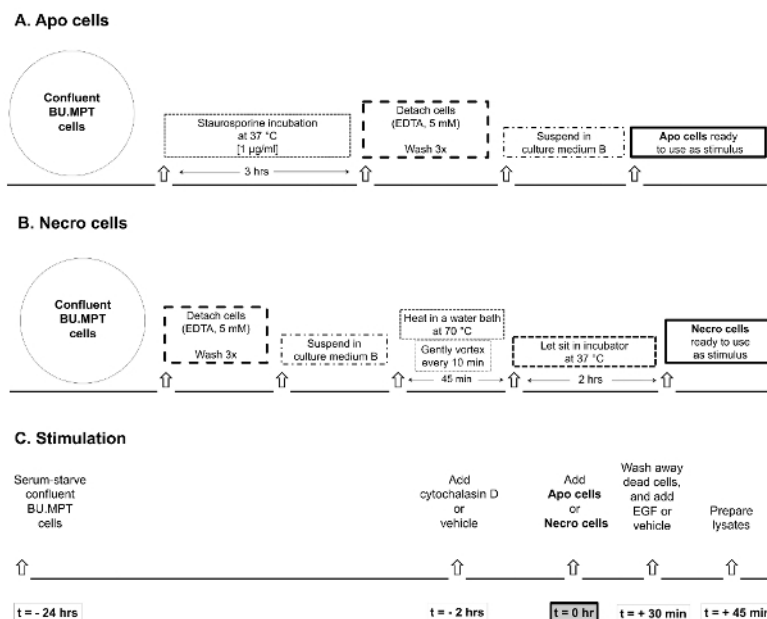 A. Apo cells
Confluent
BU.MPT
cells
Staurosporine incubation
at 37 °C
[1 µg/ml]
3 hrs
Detach cells
(EDTA, 5 mM)
Wash 3x
Suspend in
culture medium B
Apo cells ready
to use as stimulus
B. Necro cells
Confluent
BU.MPT
cells
Detach cells
(EDTA, 5 mM)
Wash 3x
Suspend in
culture medium B
Heat in a water bath
at 70 °C
Gently vortex
every 10 min
45 min
Let sit in incubator
at 37 °C
2 hrs
Necro cells
ready to use
as stimulus
C. Stimulation
Serum-starve
confluent
BU.MPT
cells
Add
cytochalasin D
or
vehicle
Add
Apo cells
or
Necro cells
Wash away
dead cells,
and add
EGF or
vehicle
Prepare
lysates
t = - 24 hrs
t = - 2 hrs
t = 0 hr
t = + 30 min
t = + 45 min